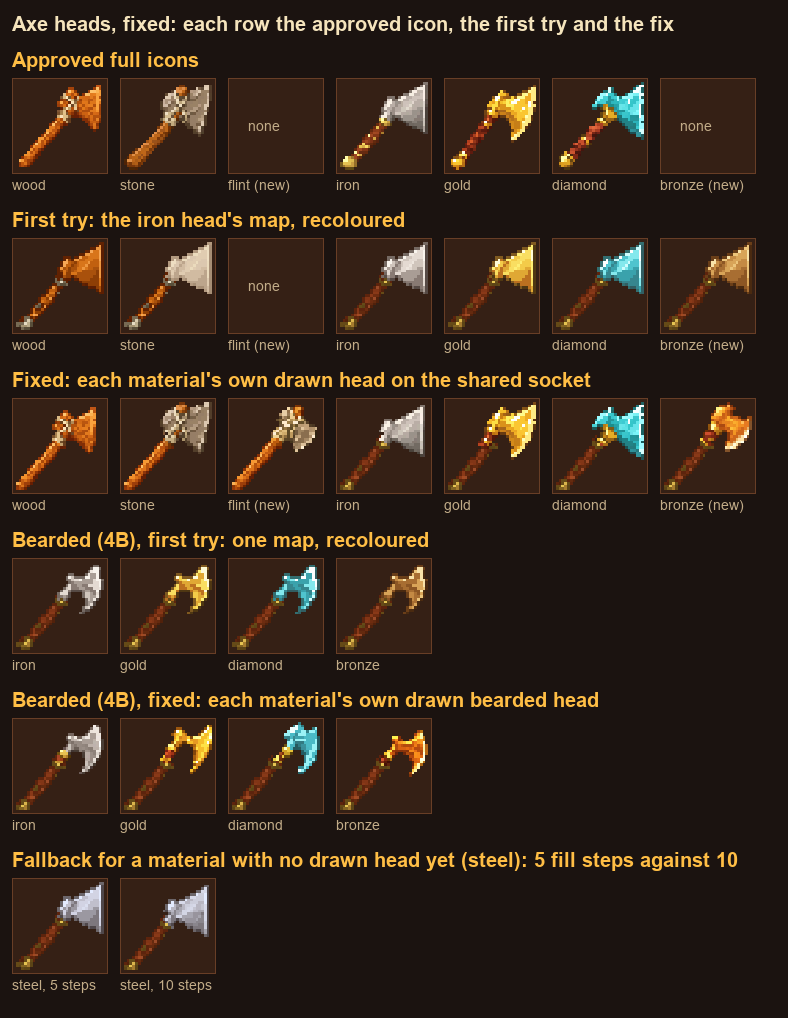 Axe heads, fixed: each row the approved icon, the first try and the fix
Approved full icons
none
none
wood stone flint (new) iron gold diamond bronze (new)
First try: the iron head's map, recoloured
none
wood stone flint (new) iron gold diamond bronze (new)
Fixed: each material's own drawn head on the shared socket
wood stone flint (new) iron gold diamond bronze (new)
Bearded (4B), first try: one map, recoloured
iron gold diamond bronze
Bearded (4B), fixed: each material's own drawn bearded head
iron gold diamond bronze
Fallback for a material with no drawn head yet (steel): 5 fill steps against 10
steel, 5 steps steel, 10 steps